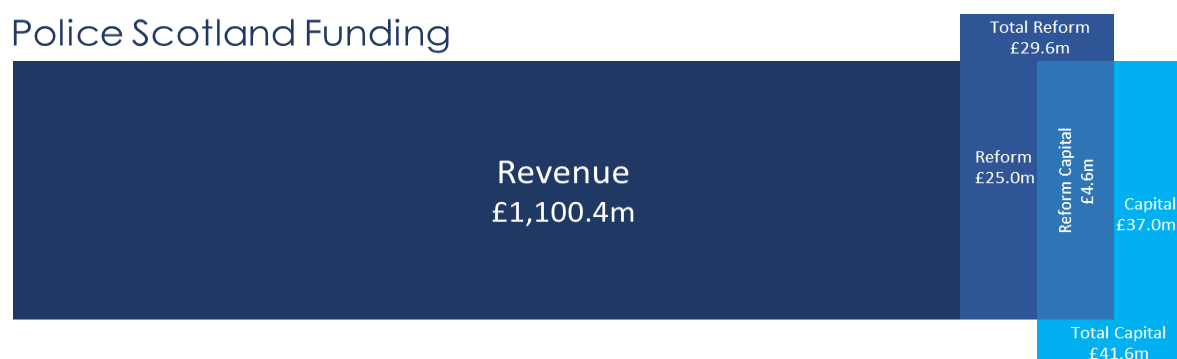 Police Scotland Funding
Total Reform
£29.6m
Revenue
£1,100.4m
Reform
£25.0m
Reform Capital
£4.6m
Capital
£37.0m
Total Capital
£41.6m